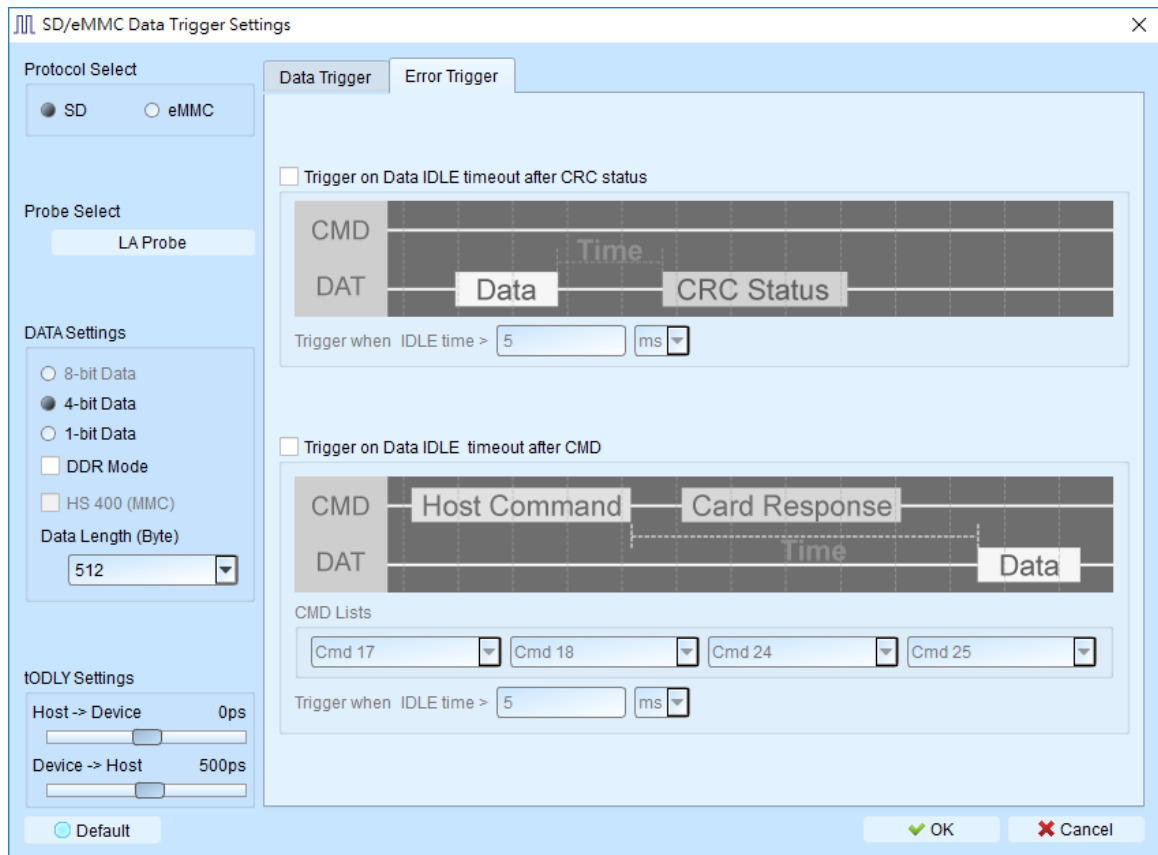 SD/eMMC Data Trigger Settings
Protocol Select
SD eMMC
Probe Select
LA Probe
DATA Settings
8-bit Data
4-bit Data
1-bit Data
DDR Mode
HS 400 (MMC)
Data Length (Byte)
512
tODLY Settings
Host -> Device 0ps
Device -> Host 500ps
Default
Data Trigger Error Trigger
Trigger on Data IDLE timeout after CRC status
CMD
Time
DAT Data CRC Status
Trigger when IDLE time > 5 ms
Trigger on Data IDLE timeout after CMD
CMD Host Command Card Response
Time
DAT Data
CMD Lists
Cmd 17 Cmd 18 Cmd 24 Cmd 25
Trigger when IDLE time > 5 ms
OK Cancel